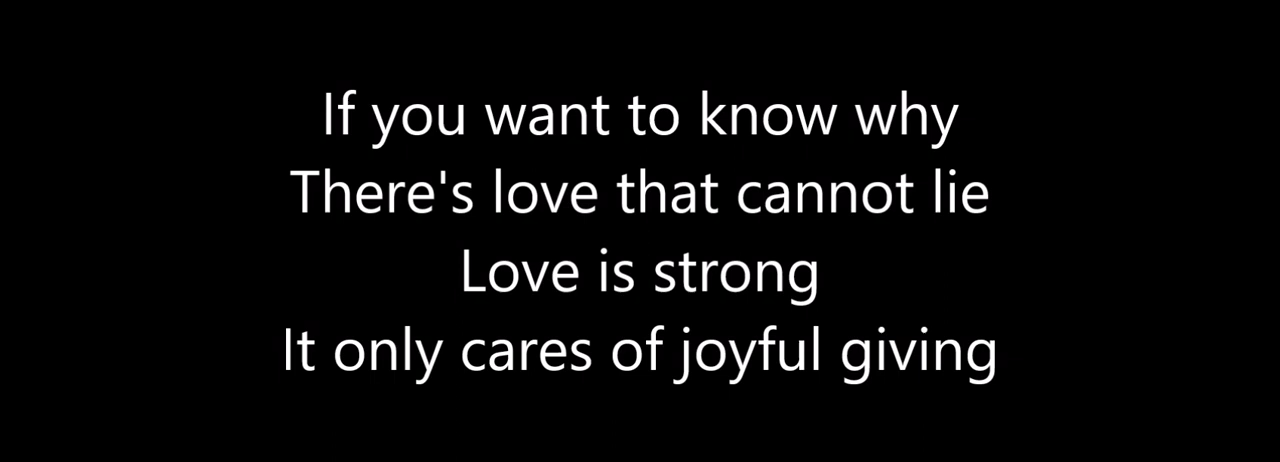 If you want to know why
There's love that cannot lie
Love is strong
It only cares of joyful giving